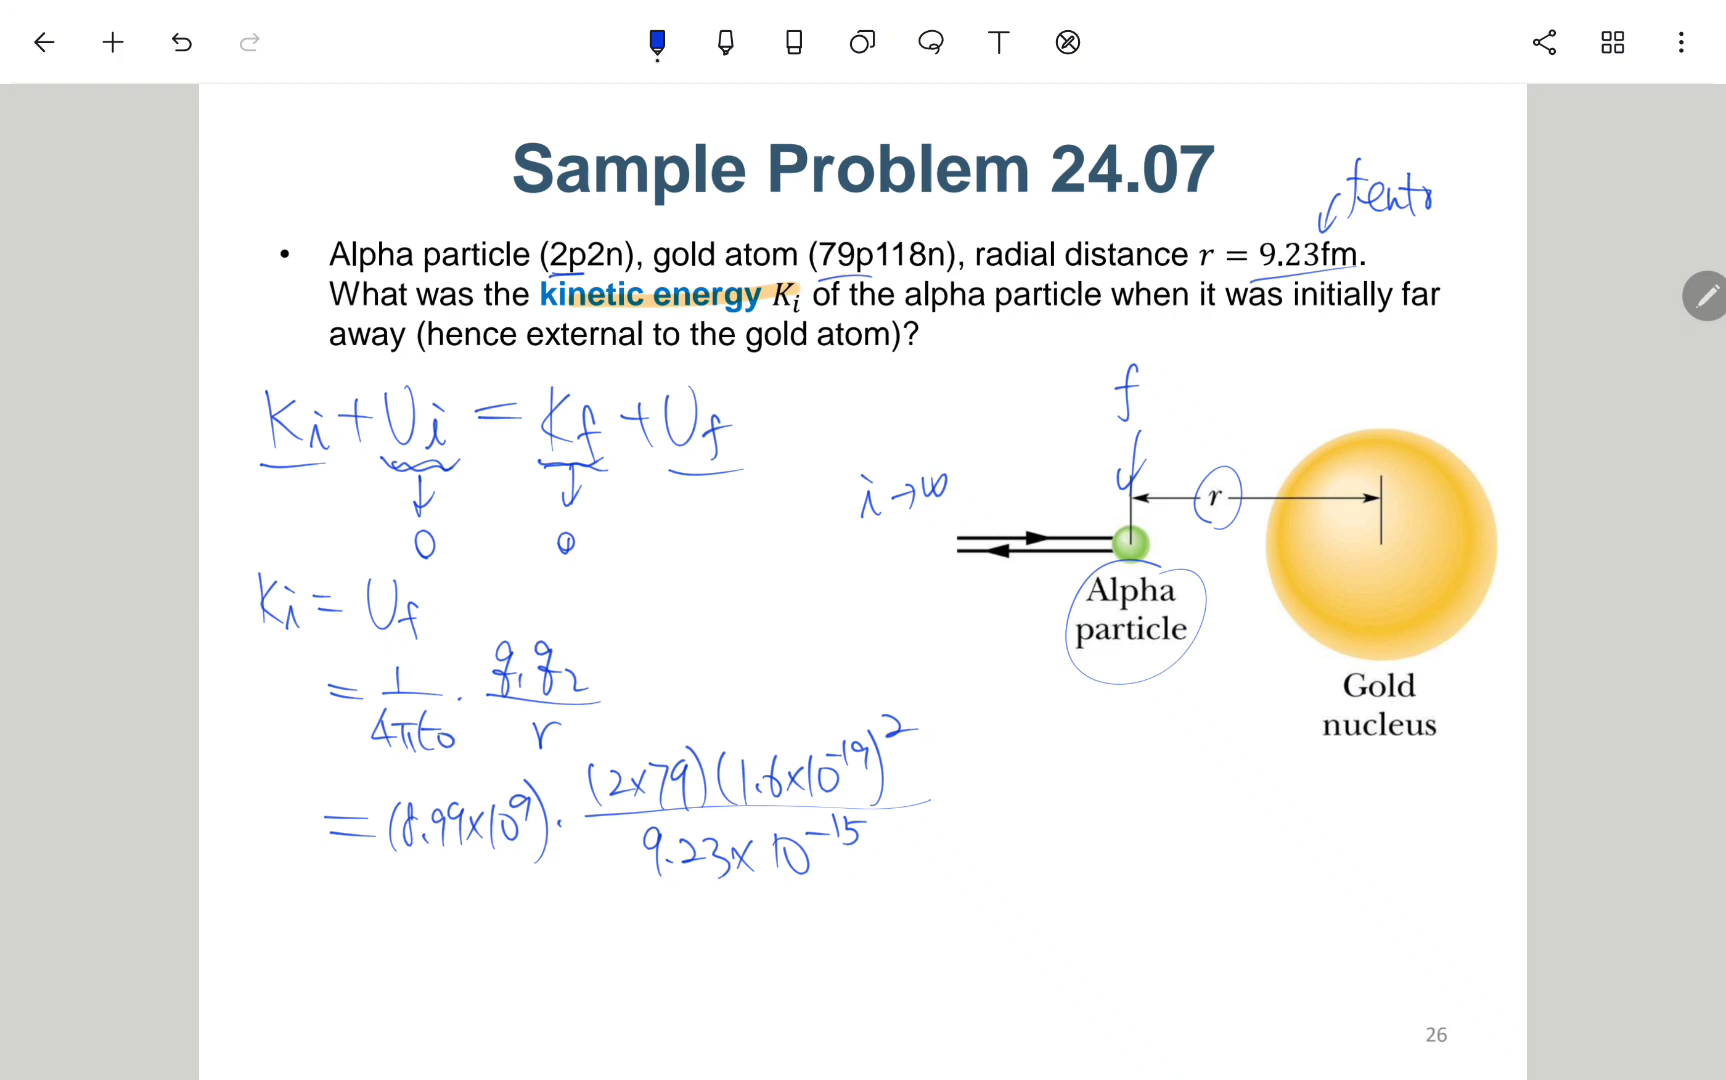 Sample Problem 24.07
femto
• Alpha particle (2p2n), gold atom (79p118n), radial distance r = 9.23fm.
What was the kinetic energy Kᵢ of the alpha particle when it was initially far
away (hence external to the gold atom)?
Ki + Ui = Kf + Uf
0 0
f
i → ∞
r
Alpha
particle
Gold
nucleus
Ki = Uf
= 1/4πε₀ · q₁q₂/r
= (8.99×10⁹) · (2×79)(1.6×10⁻¹⁹)²/9.23×10⁻¹⁵
26